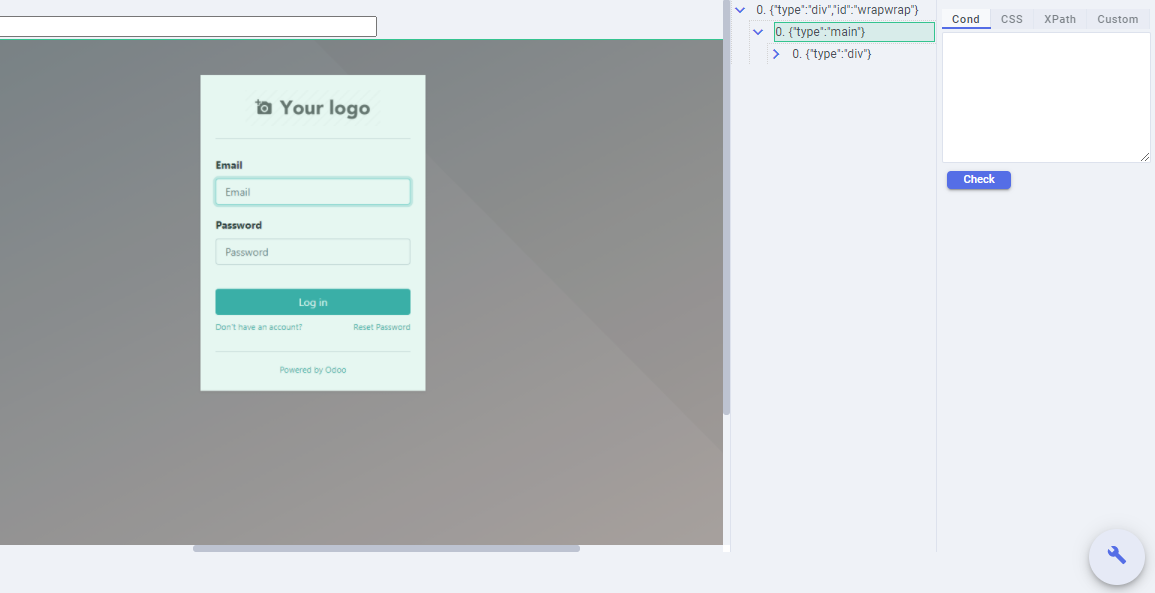 0. {"type":"div","id":"wrapwrap"}
0. {"type":"main"}
0. {"type":"div"}
Cond CSS XPath Custom
Check
Your logo
Email
Email
Password
Password
Log in
Don't have an account? Reset Password
Powered by Odoo